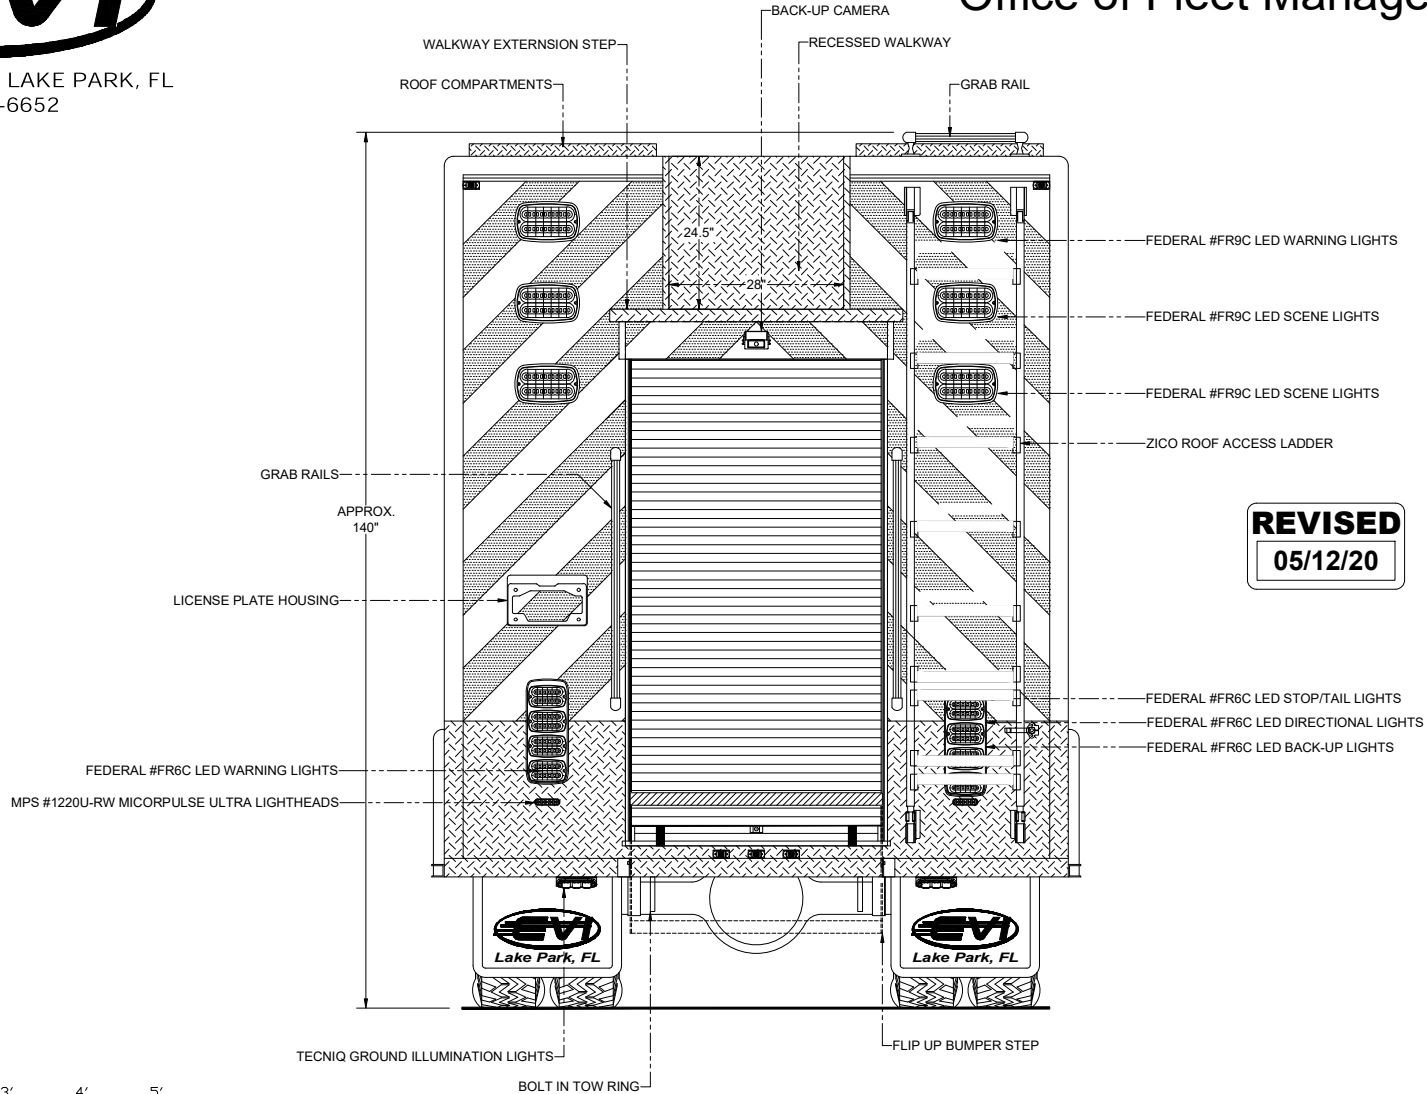 Office of Fleet Manage
LAKE PARK, FL
-6652
BACK-UP CAMERA
WALKWAY EXTERNSION STEP
RECESSED WALKWAY
ROOF COMPARTMENTS
GRAB RAIL
24.5"
28"
FEDERAL #FR9C LED WARNING LIGHTS
FEDERAL #FR9C LED SCENE LIGHTS
FEDERAL #FR9C LED SCENE LIGHTS
ZICO ROOF ACCESS LADDER
GRAB RAILS
APPROX.
140"
REVISED
05/12/20
LICENSE PLATE HOUSING
FEDERAL #FR6C LED STOP/TAIL LIGHTS
FEDERAL #FR6C LED DIRECTIONAL LIGHTS
FEDERAL #FR6C LED BACK-UP LIGHTS
FEDERAL #FR6C LED WARNING LIGHTS
MPS #1220U-RW MICORPULSE ULTRA LIGHTHEADS
EVI
Lake Park, FL
EVI
Lake Park, FL
TECNIQ GROUND ILLUMINATION LIGHTS
FLIP UP BUMPER STEP
BOLT IN TOW RING
3' 4' 5'